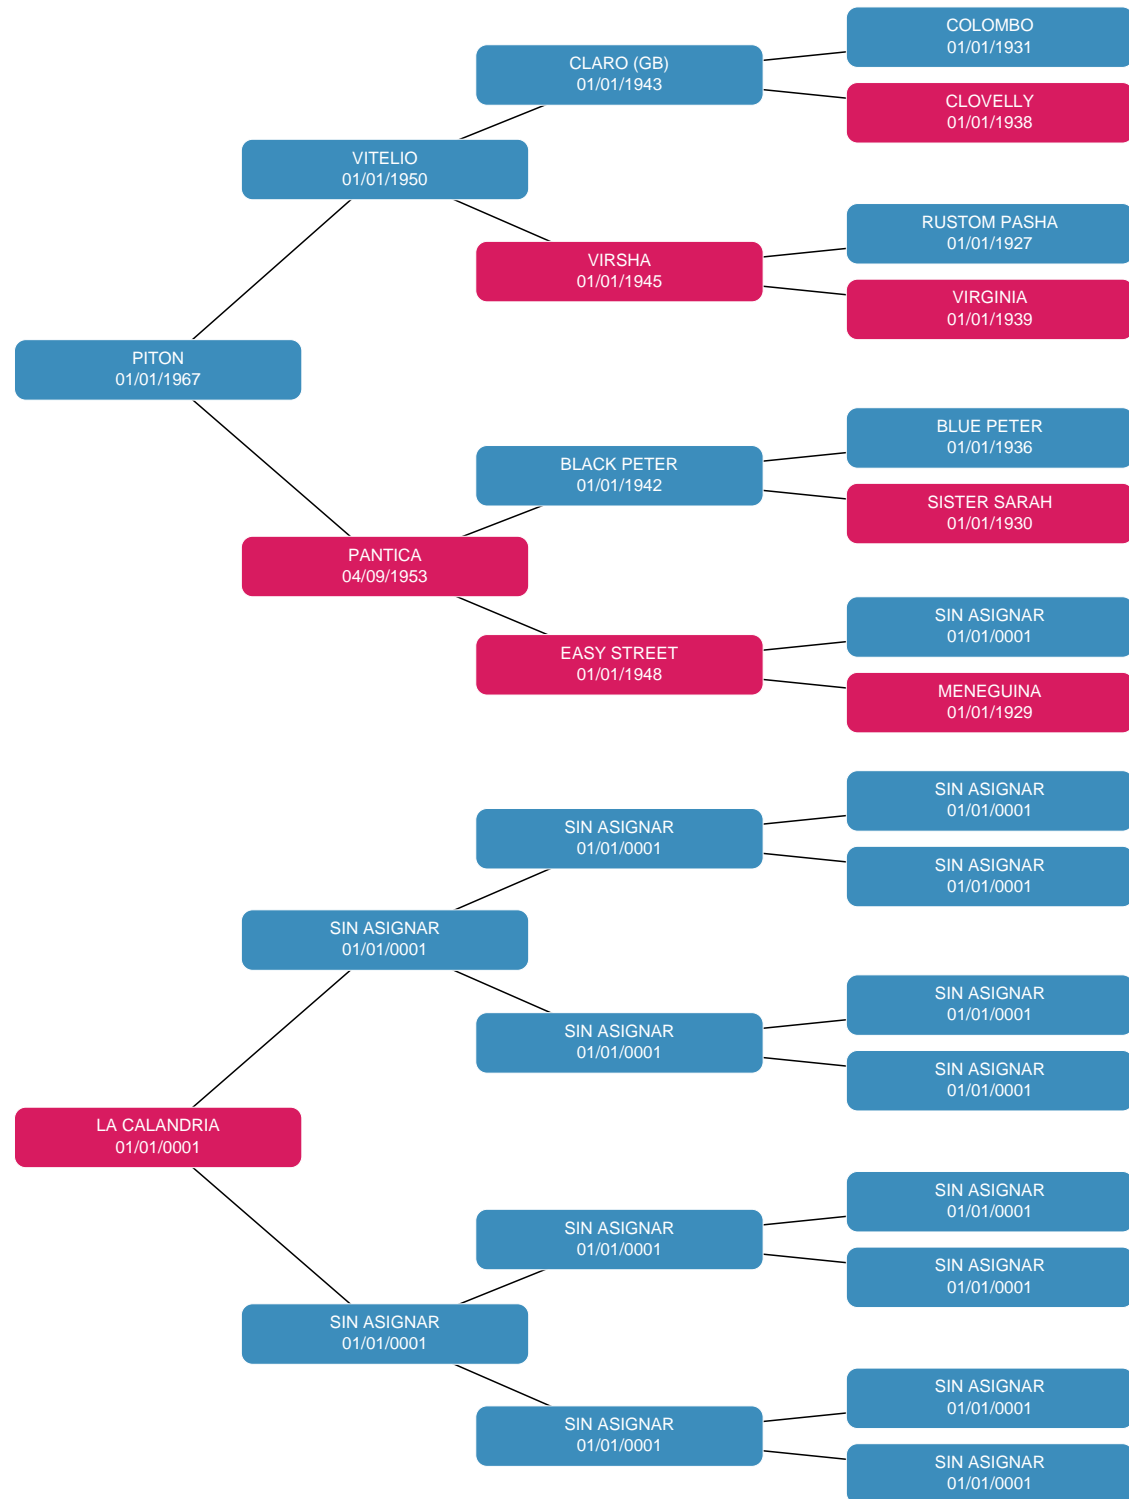 COLOMBO
01/01/1931
CLARO (GB)
01/01/1943
CLOVELLY
01/01/1938
VITELIO
01/01/1950
RUSTOM PASHA
01/01/1927
VIRSHA
01/01/1945
VIRGINIA
01/01/1939
PITON
01/01/1967
BLUE PETER
01/01/1936
BLACK PETER
01/01/1942
SISTER SARAH
01/01/1930
PANTICA
04/09/1953
SIN ASIGNAR
01/01/0001
EASY STREET
01/01/1948
MENEGUINA
01/01/1929
SIN ASIGNAR
01/01/0001
SIN ASIGNAR
01/01/0001
SIN ASIGNAR
01/01/0001
SIN ASIGNAR
01/01/0001
SIN ASIGNAR
01/01/0001
SIN ASIGNAR
01/01/0001
SIN ASIGNAR
01/01/0001
LA CALANDRIA
01/01/0001
SIN ASIGNAR
01/01/0001
SIN ASIGNAR
01/01/0001
SIN ASIGNAR
01/01/0001
SIN ASIGNAR
01/01/0001
SIN ASIGNAR
01/01/0001
SIN ASIGNAR
01/01/0001
SIN ASIGNAR
01/01/0001